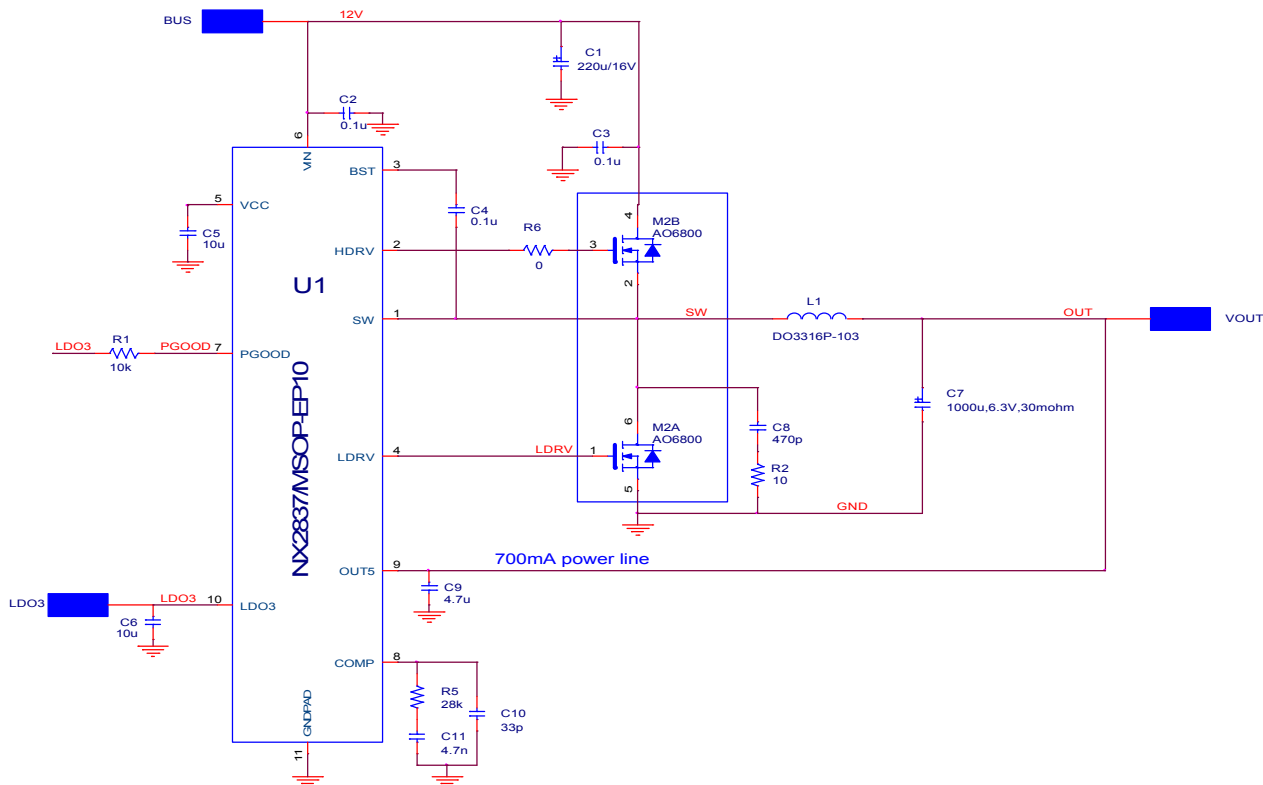 BUS
12V
C1
220u/16V
C2
0.1u
6
VIN
C3
0.1u
3
BST
5
VCC
C4
0.1u
C5
10u
R6
0
2
HDRV
3
4
M2B
AO6800
2
U1
1
SW
SW
L1
DO3316P-103
OUT
VOUT
LDO3
R1
10k
PGOOD
7
PGOOD
NX2837/MSOP-EP10
C7
1000u,6.3V,30mohm
6
M2A
AO6800
C8
470p
4
LDRV
LDRV
1
5
R2
10
GND
700mA power line
9
OUT5
C9
4.7u
LDO3
LDO3
10
LDO3
C6
10u
8
COMP
R5
28k
C10
33p
C11
4.7n
GNDPAD
11